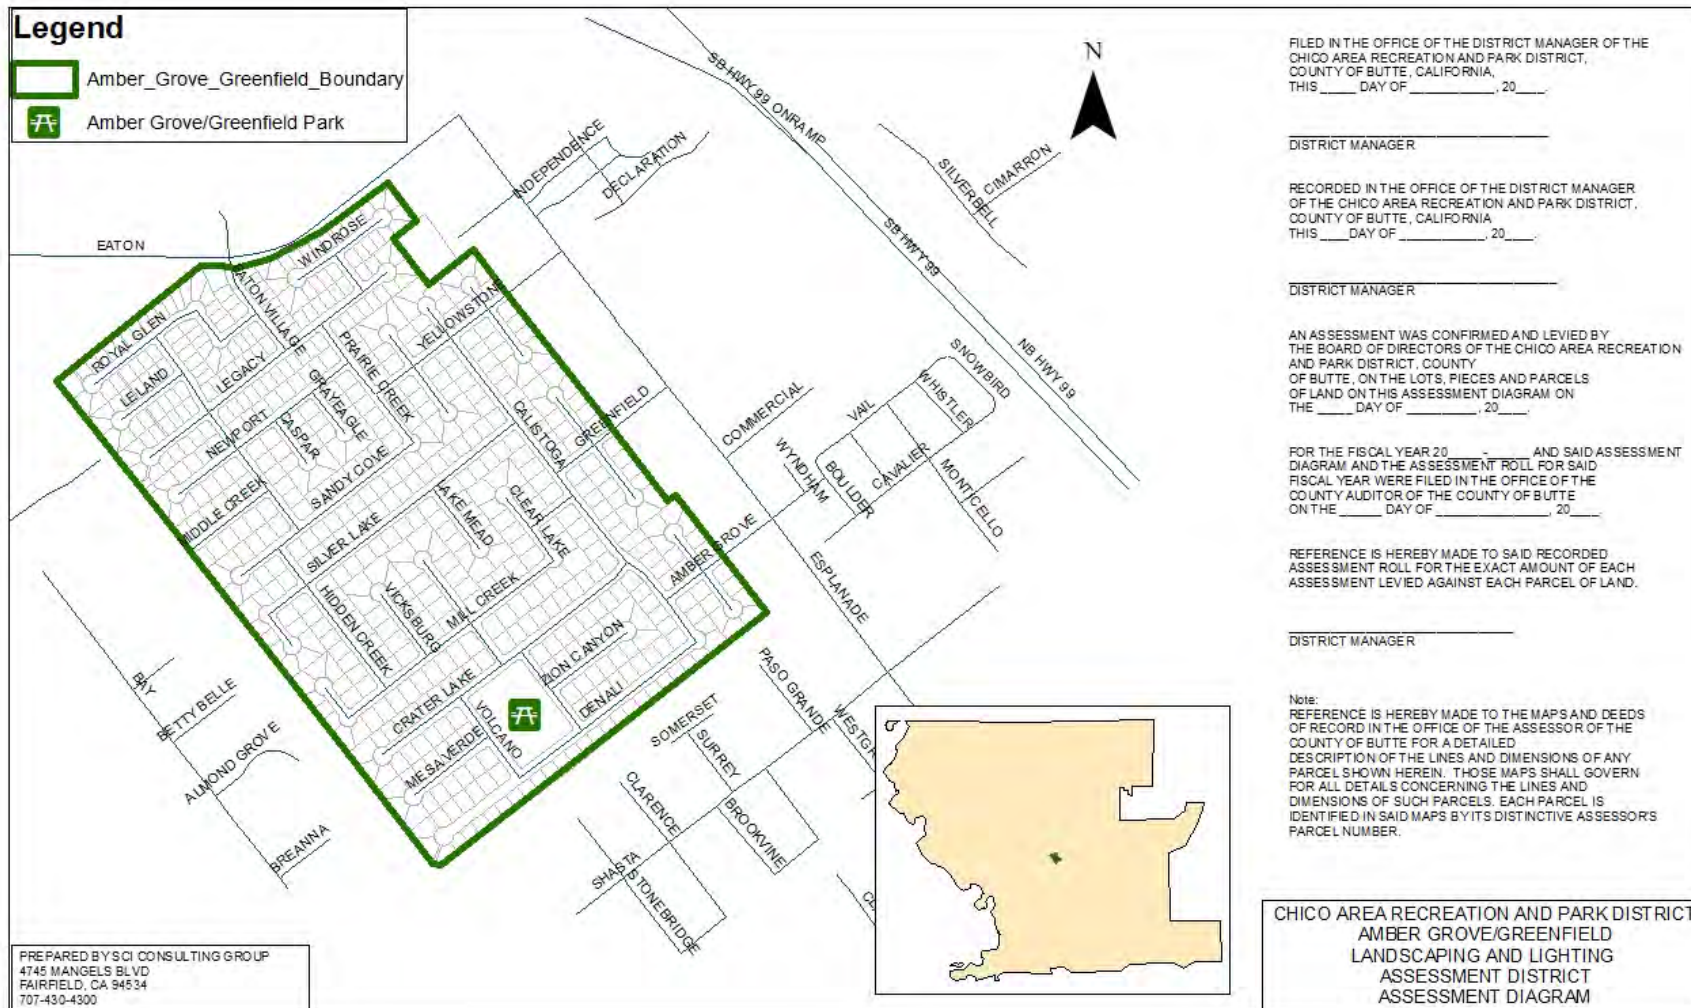 Legend
Amber_Grove_Greenfield_Boundary
Amber Grove/Greenfield Park
N
SB HWY 99 ONRAMP
SB HWY 99
NB HWY 99
SILVERBELL
CIMARRON
INDEPENDENCE
DECLARATION
EATON
WINDROSE
EATON VILLAGE
ROYAL GLEN
LELAND
LEGACY
PRAIRIE CREEK
YELLOWSTON
GRAYEAGLE
NEWPORT
CASPAR
CALISTOGA
GREENFIELD
SANDY COVE
MIDDLE CREEK
SILVER LAKE
LAKE MEAD
CLEAR LAKE
AMBER GROVE
HIDDEN CREEK
VICKSBURG
MILL CREEK
ZION CANYON
CRATER LAKE
VOLCANO
DENALI
MESA VERDE
COMMERCIAL
WYNDHAM
BOULDER
VAIL
CAVALIER
WHISTLER
SNOWBIRD
MONTICELLO
ESPLANADE
PASO GRANDE
WESTGR
SOMERSET
SURREY
CLARENCE
BROOKVINE
SHASTA
STONEBRIDGE
BAY
BETTY BELLE
ALMOND GROVE
BREANNA
FILED IN THE OFFICE OF THE DISTRICT MANAGER OF THE
CHICO AREA RECREATION AND PARK DISTRICT,
COUNTY OF BUTTE, CALIFORNIA,
THIS _____ DAY OF ____________, 20____.
DISTRICT MANAGER
RECORDED IN THE OFFICE OF THE DISTRICT MANAGER
OF THE CHICO AREA RECREATION AND PARK DISTRICT,
COUNTY OF BUTTE, CALIFORNIA
THIS ____DAY OF ____________, 20____.
DISTRICT MANAGER
AN ASSESSMENT WAS CONFIRMED AND LEVIED BY
THE BOARD OF DIRECTORS OF THE CHICO AREA RECREATION
AND PARK DISTRICT, COUNTY
OF BUTTE, ON THE LOTS, PIECES AND PARCELS
OF LAND ON THIS ASSESSMENT DIAGRAM ON
THE _____ DAY OF __________, 20____.
FOR THE FISCAL YEAR 20_____-______ AND SAID ASSESSMENT
DIAGRAM AND THE ASSESSMENT ROLL FOR SAID
FISCAL YEAR WERE FILED IN THE OFFICE OF THE
COUNTY AUDITOR OF THE COUNTY OF BUTTE
ON THE ______ DAY OF ________________, 20____.
REFERENCE IS HEREBY MADE TO SAID RECORDED
ASSESSMENT ROLL FOR THE EXACT AMOUNT OF EACH
ASSESSMENT LEVIED AGAINST EACH PARCEL OF LAND.
DISTRICT MANAGER
Note:
REFERENCE IS HEREBY MADE TO THE MAPS AND DEEDS
OF RECORD IN THE OFFICE OF THE ASSESSOR OF THE
COUNTY OF BUTTE FOR A DETAILED
DESCRIPTION OF THE LINES AND DIMENSIONS OF ANY
PARCEL SHOWN HEREIN. THOSE MAPS SHALL GOVERN
FOR ALL DETAILS CONCERNING THE LINES AND
DIMENSIONS OF SUCH PARCELS. EACH PARCEL IS
IDENTIFIED IN SAID MAPS BY ITS DISTINCTIVE ASSESSOR'S
PARCEL NUMBER.
PREPARED BY SCI CONSULTING GROUP
4745 MANGELS BLVD
FAIRFIELD, CA 94534
707-430-4300
CHICO AREA RECREATION AND PARK DISTRICT
AMBER GROVE/GREENFIELD
LANDSCAPING AND LIGHTING
ASSESSMENT DISTRICT
ASSESSMENT DIAGRAM